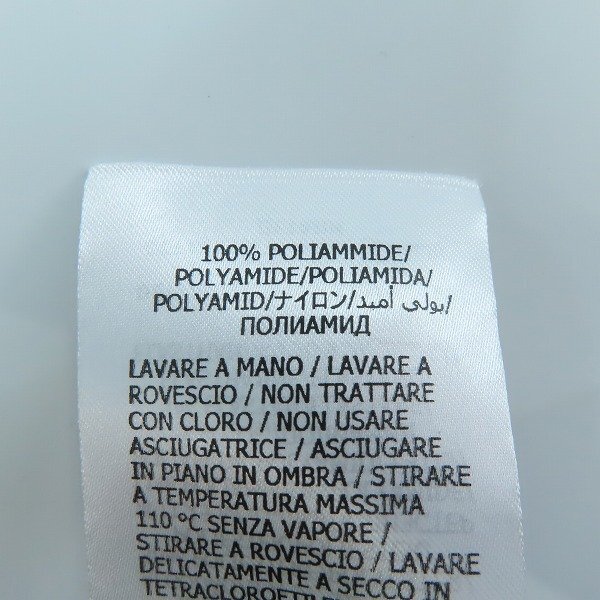 100% POLIAMMIDE/
POLYAMIDE/POLIAMIDA/
POLYAMID/ナイロン/بولي أميد/
ПОЛИАМИД
LAVARE A MANO / LAVARE A
ROVESCIO / NON TRATTARE
CON CLORO / NON USARE
ASCIUGATRICE / ASCIUGARE
IN PIANO IN OMBRA / STIRARE
A TEMPERATURA MASSIMA
110 °C SENZA VAPORE /
STIRARE A ROVESCIO / LAVARE
DELICATAMENTE A SECCO IN